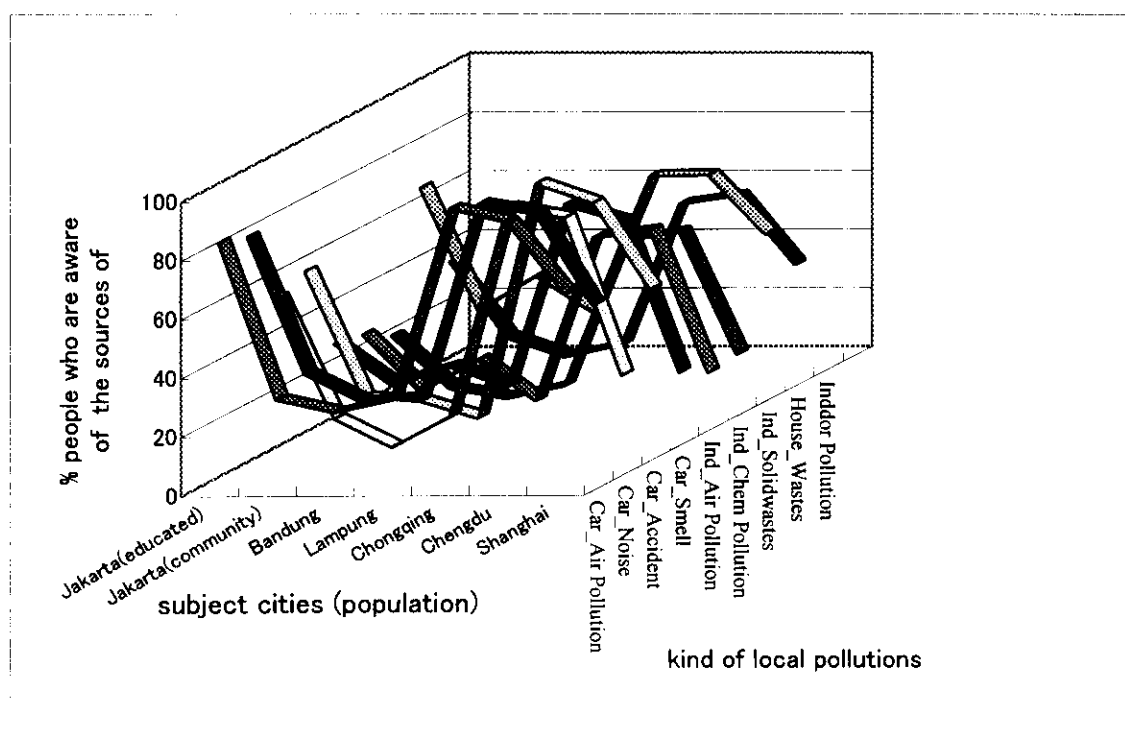 100
80
60
40
20
0
% people who are aware
of the sources of
Jakarta(educated)
Jakarta(community)
Bandung
Lampung
Chongqing
Chengdu
Shanghai
subject cities (population)
Car_Air Pollution
Car_Noise
Car_Accident
Car_Smell
Ind_Air Pollution
Ind_Chem Pollution
Ind_Solidwastes
House_Wastes
Inddor Pollution
kind of local pollutions